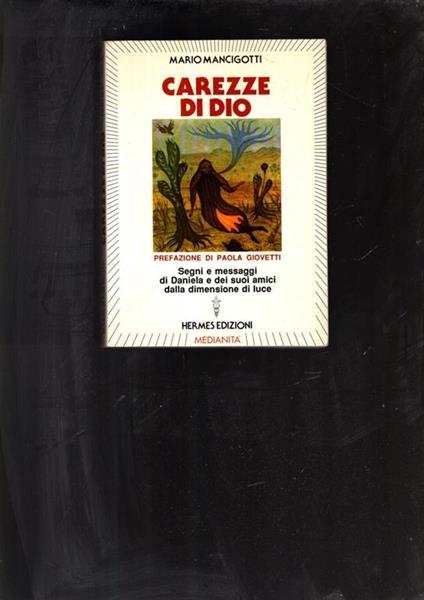 MARIO MANCIGOTTI
CAREZZE
DI DIO
PREFAZIONE DI PAOLA GIOVETTI
Segni e messaggi
di Daniela e dei suoi amici
dalla dimensione di luce
HERMES EDIZIONI
MEDIANITA'